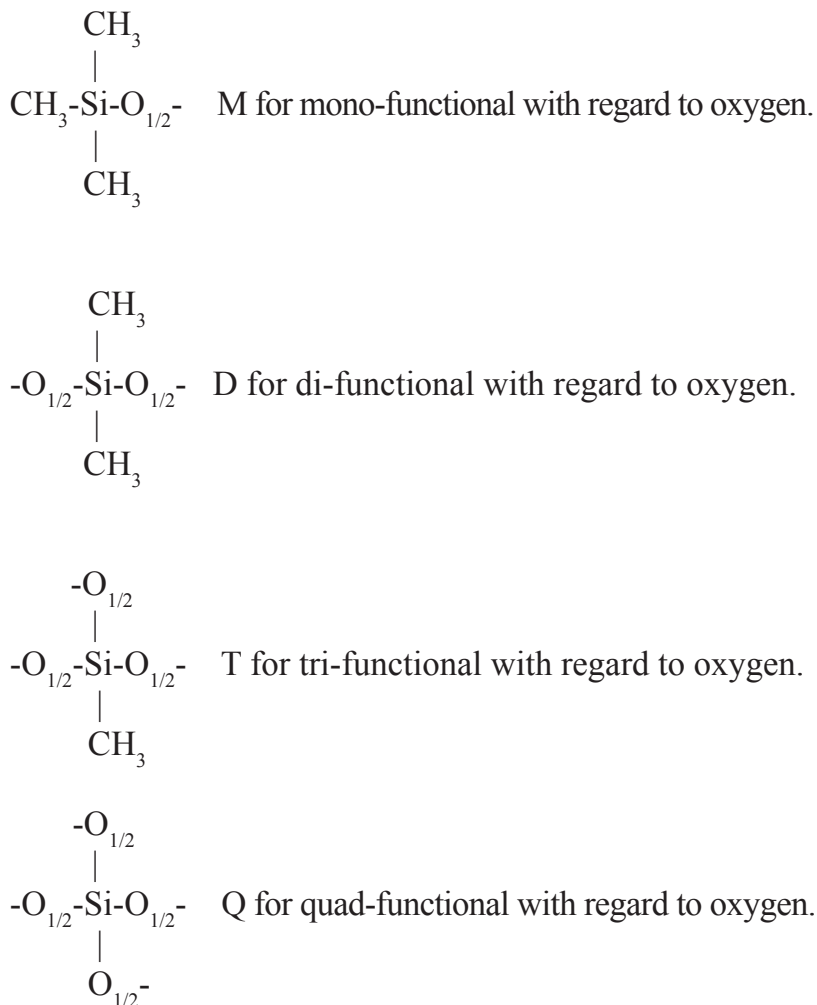 CH₃
|
CH₃-Si-O₁/₂- M for mono-functional with regard to oxygen.
|
CH₃
CH₃
|
-O₁/₂-Si-O₁/₂- D for di-functional with regard to oxygen.
|
CH₃
-O₁/₂
|
-O₁/₂-Si-O₁/₂- T for tri-functional with regard to oxygen.
|
CH₃
-O₁/₂
|
-O₁/₂-Si-O₁/₂- Q for quad-functional with regard to oxygen.
|
O₁/₂-